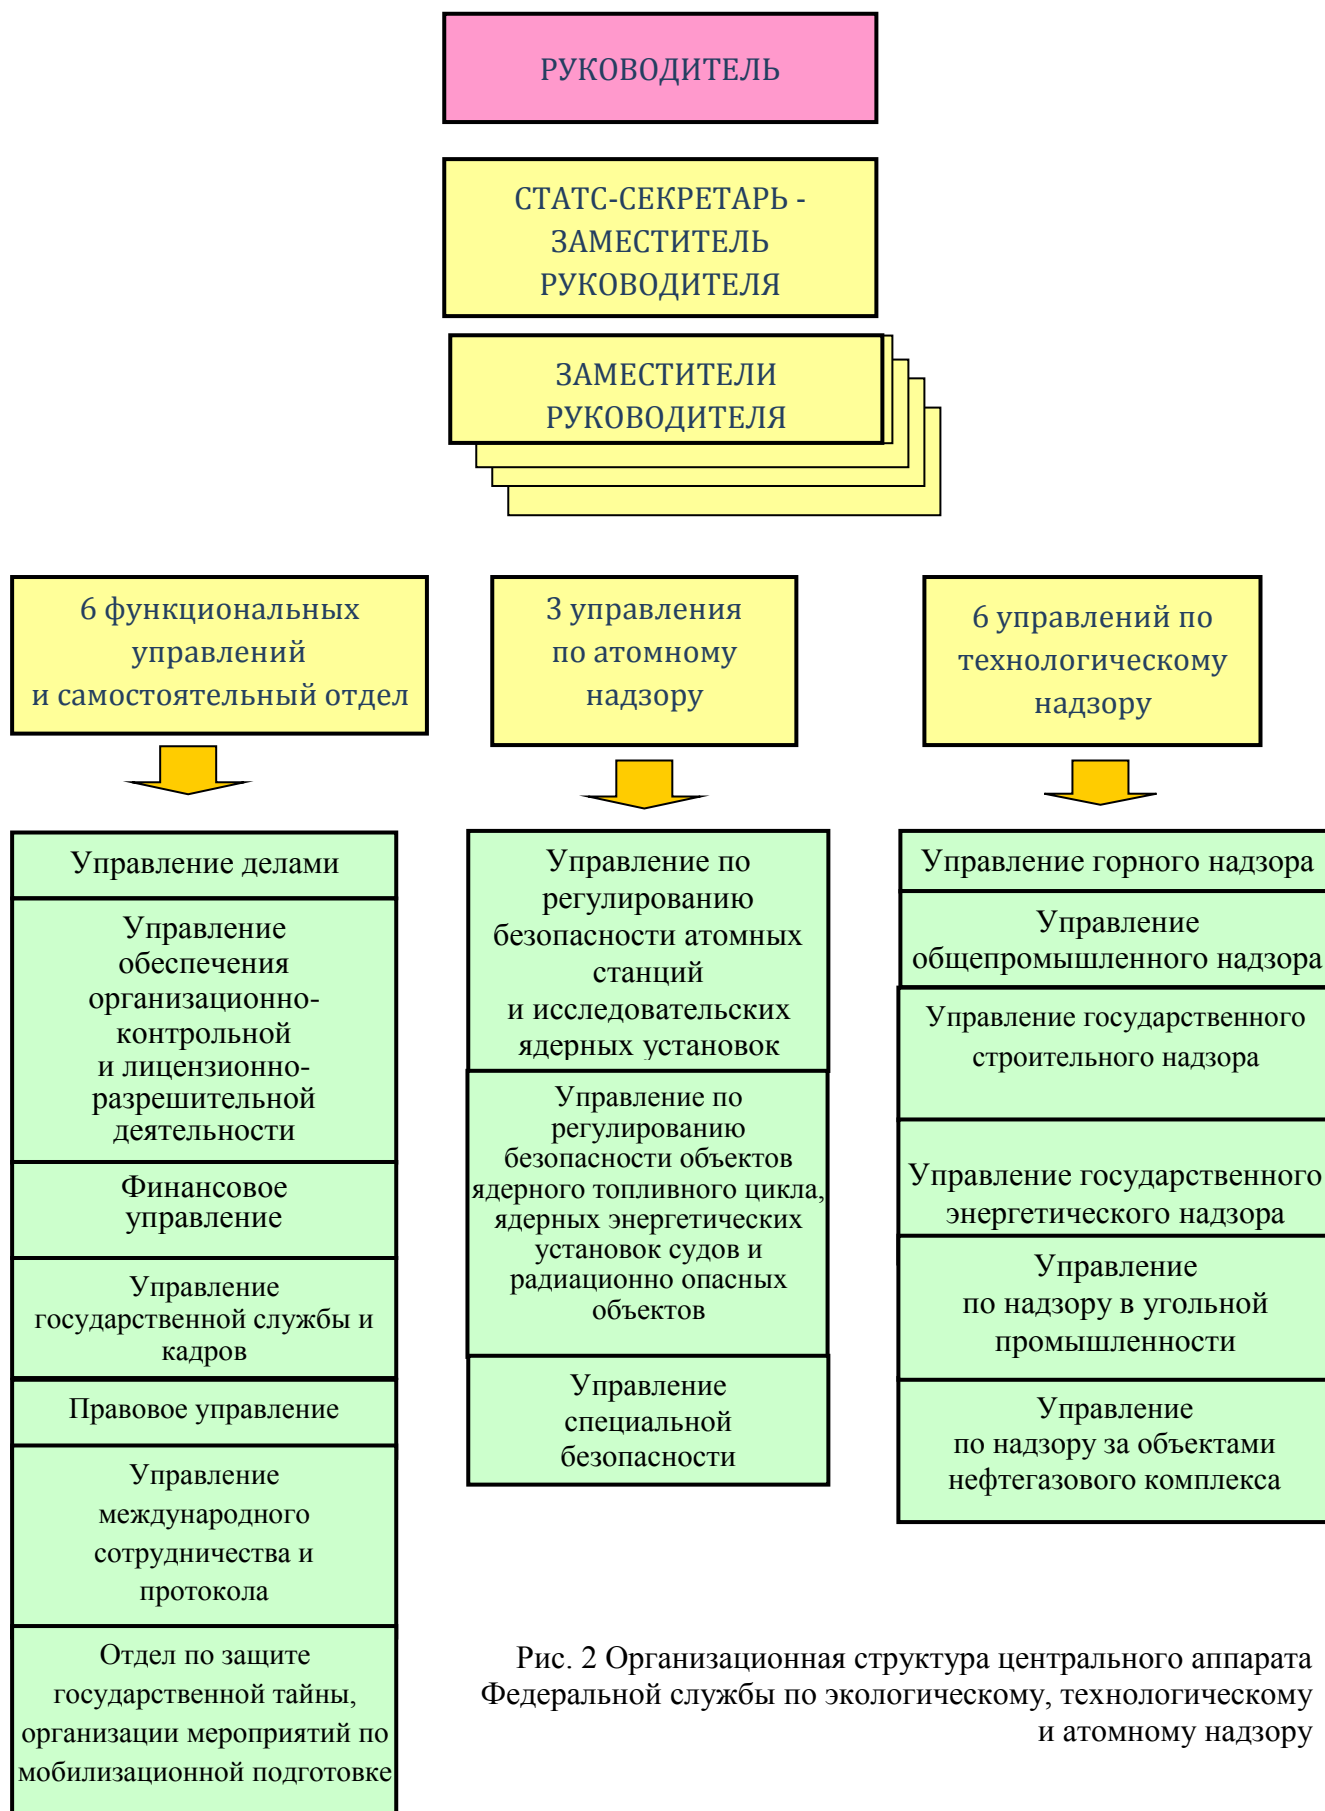 РУКОВОДИТЕЛЬ
СТАТС-СЕКРЕТАРЬ -
ЗАМЕСТИТЕЛЬ
РУКОВОДИТЕЛЯ
ЗАМЕСТИТЕЛИ
РУКОВОДИТЕЛЯ
6 функциональных
управлений
и самостоятельный отдел
3 управления
по атомному
надзору
6 управлений по
технологическому
надзору
Управление делами
Управление
обеспечения
организационно-
контрольной
и лицензионно-
разрешительной
деятельности
Финансовое
управление
Управление
государственной службы и
кадров
Правовое управление
Управление
международного
сотрудничества и
протокола
Отдел по защите
государственной тайны,
организации мероприятий по
мобилизационной подготовке
Управление по
регулированию
безопасности атомных
станций
и исследовательских
ядерных установок
Управление по
регулированию
безопасности объектов
ядерного топливного цикла,
ядерных энергетических
установок судов и
радиационно опасных
объектов
Управление
специальной
безопасности
Управление горного надзора
Управление
общепромышленного надзора
Управление государственного
строительного надзора
Управление государственного
энергетического надзора
Управление
по надзору в угольной
промышленности
Управление
по надзору за объектами
нефтегазового комплекса
Рис. 2 Организационная структура центрального аппарата
Федеральной службы по экологическому, технологическому
и атомному надзору